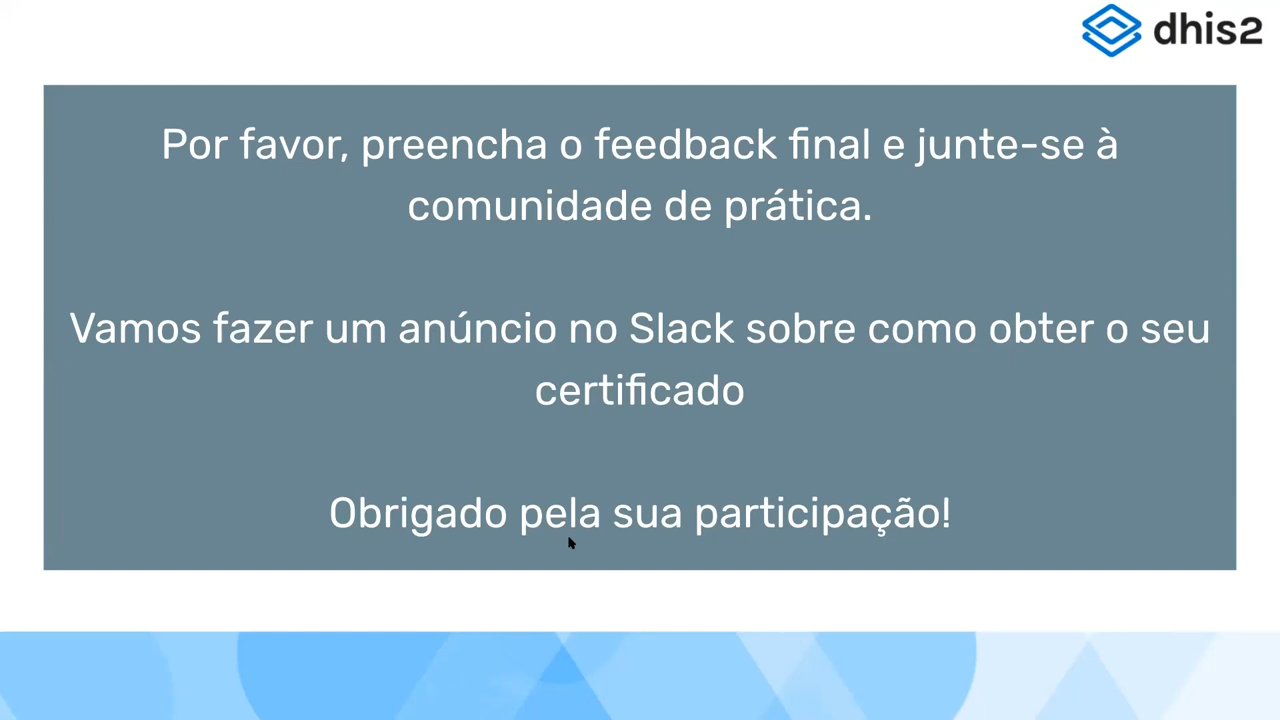 dhis2
Por favor, preencha o feedback final e junte-se à
comunidade de prática.
Vamos fazer um anúncio no Slack sobre como obter o seu
certificado
Obrigado pela sua participação!